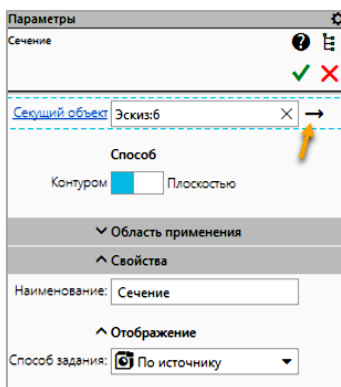 Параметры
Сечение
Секущий объект Эскиз:6
Способ
Контуром Плоскостью
Область применения
Свойства
Наименование: Сечение
Отображение
Способ задания: По источнику